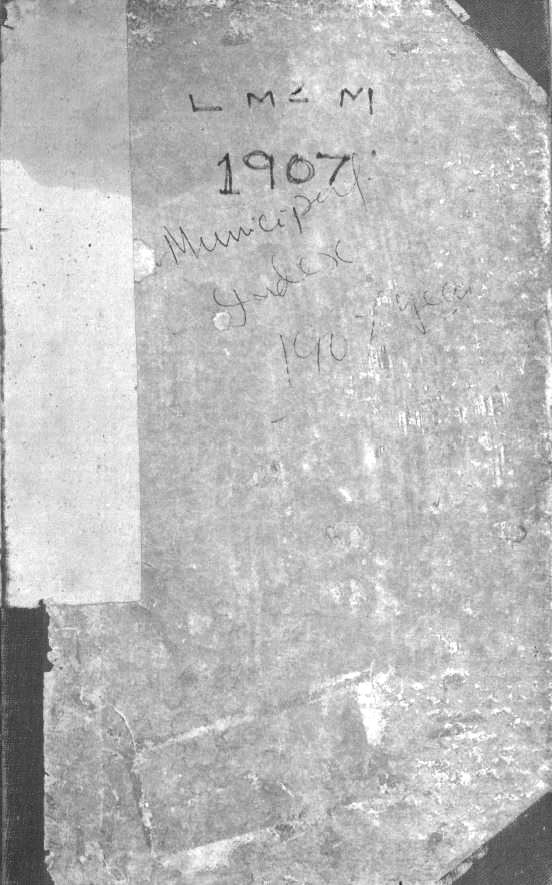 L M L M
1907
Municipal
Index
1907 year